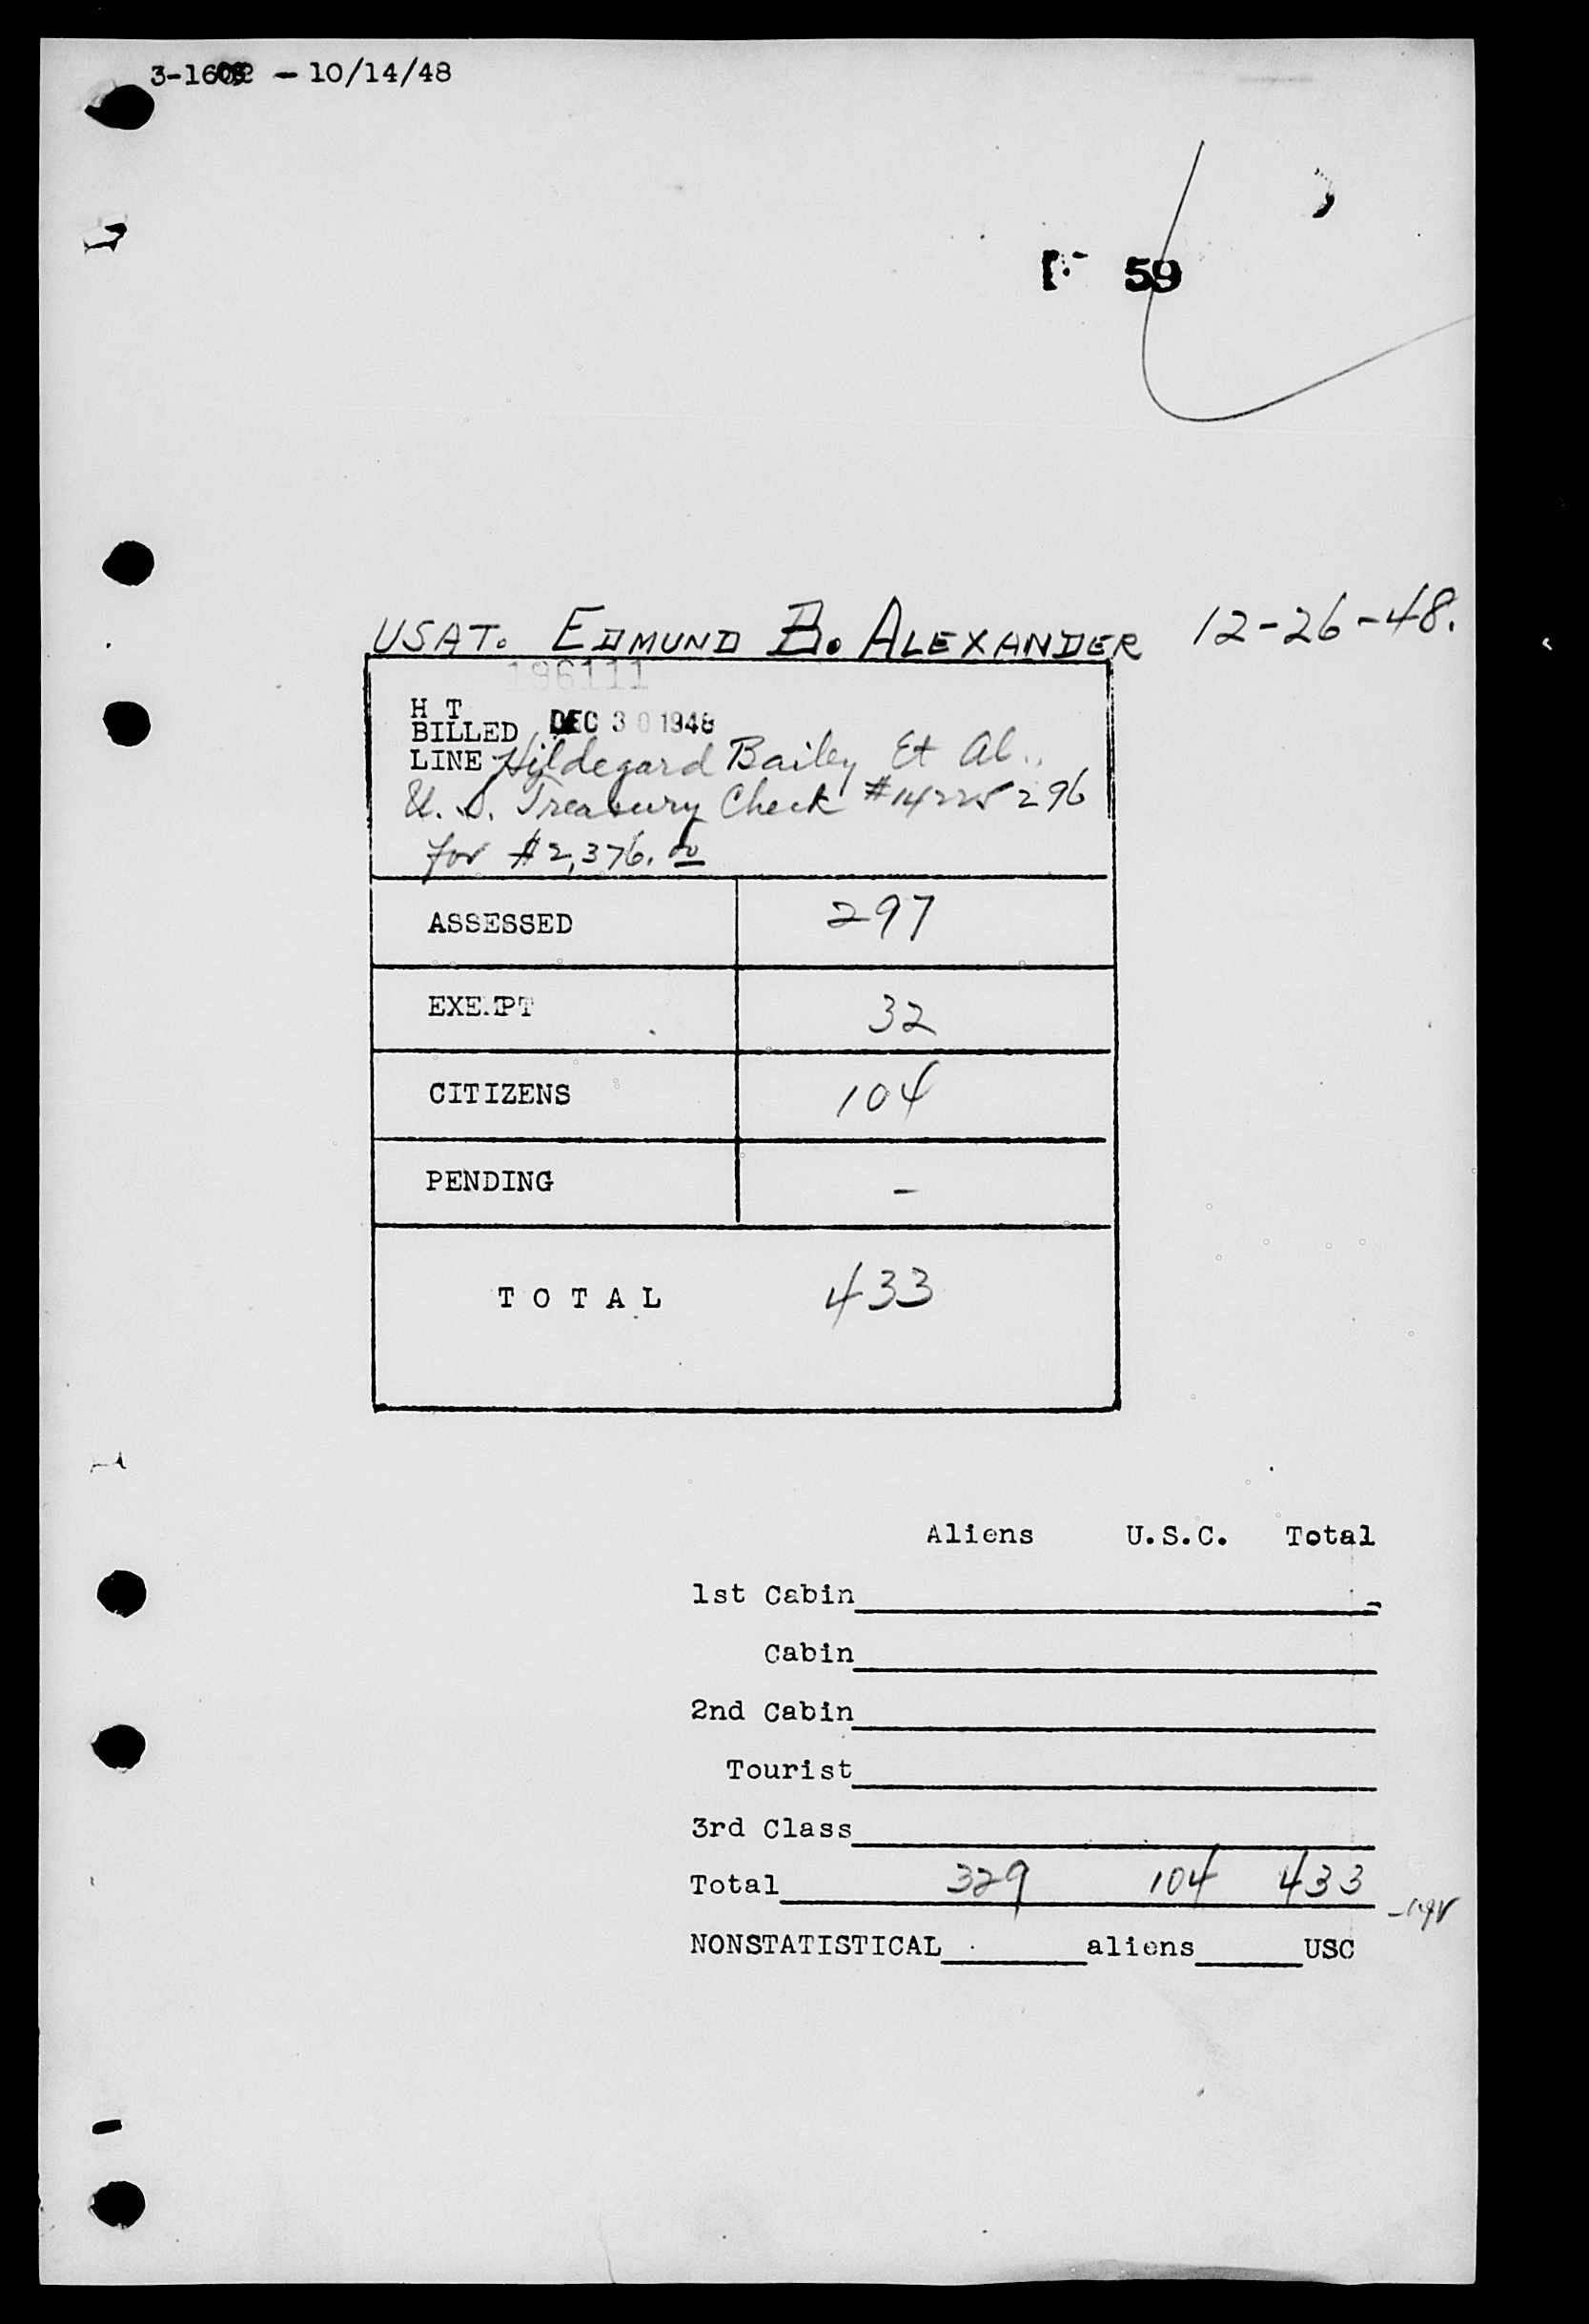 - 10/14/48
59
USAT. EDMUND B. ALEXANDER 12-26-48.
196111
H T
BILLED DEC 30 1948
LINE Hildegard Bailey Et Al.,
U. S. Treasury Check #14225296
for $2,376.00
ASSESSED 297
EXEMPT 32
CITIZENS 104
PENDING -
TOTAL 433
Aliens U.S.C. Total
1st Cabin
Cabin
2nd Cabin
Tourist
3rd Class
Total 329 104 433
NONSTATISTICAL aliens USC